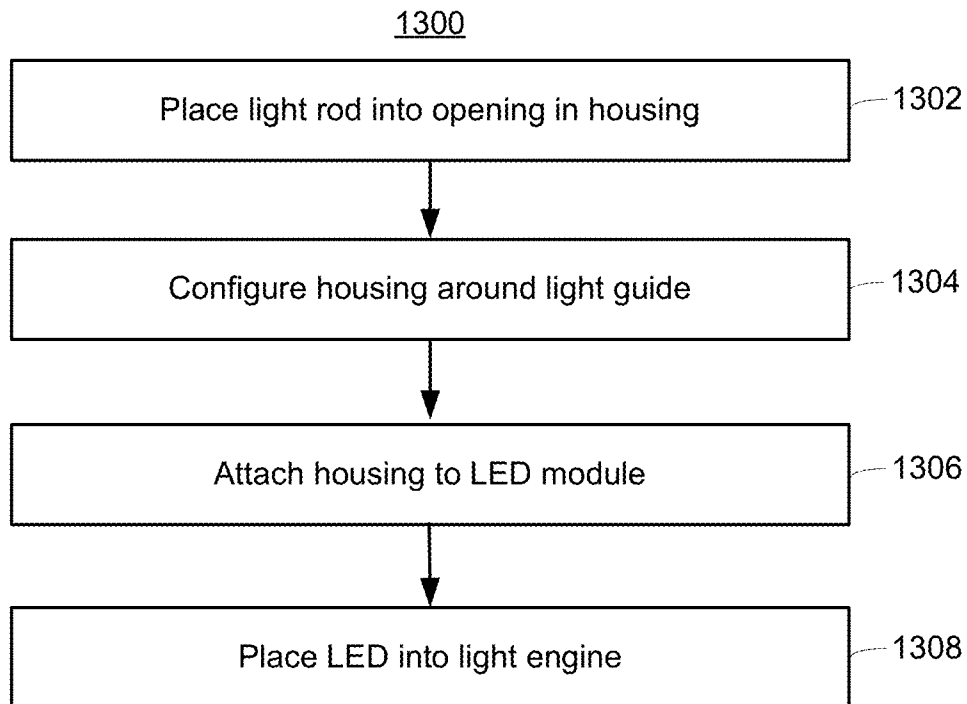 1300
Place light rod into opening in housing
1302
Configure housing around light guide
1304
Attach housing to LED module
1306
Place LED into light engine
1308